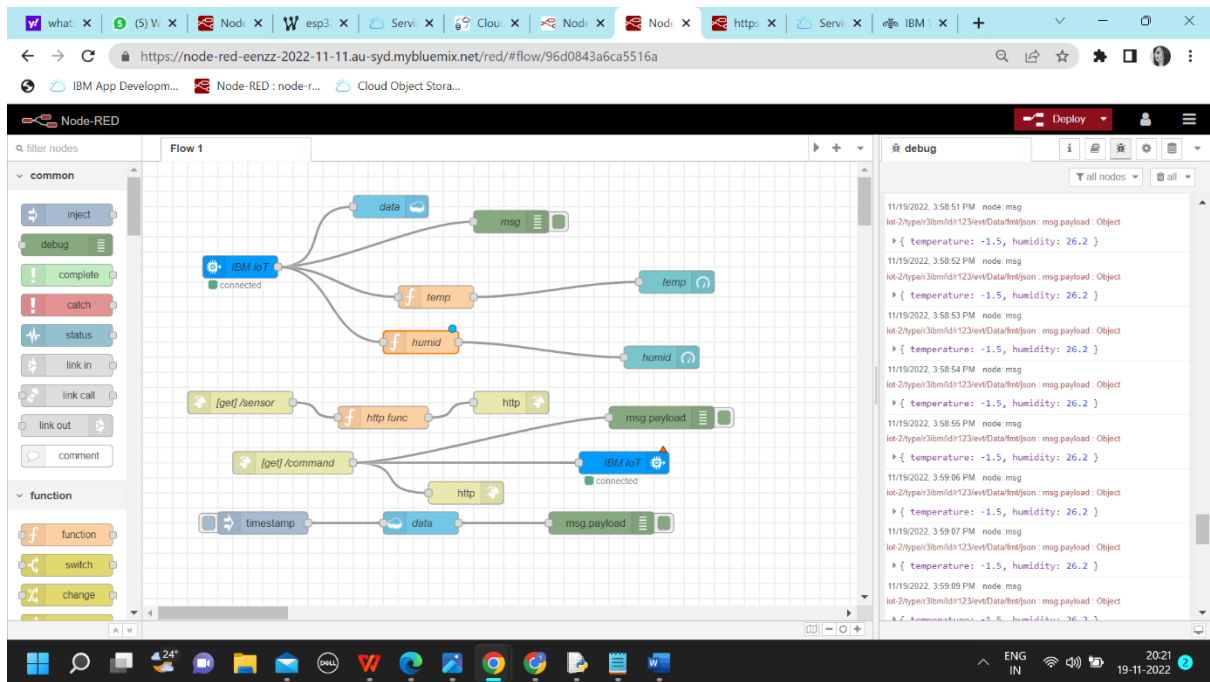 what
(5) W
Node
esp3
Servi
Clou
Node
Node
https
Servi
IBM
https://node-red-eenzz-2022-11-11.au-syd.mybluemix.net/red/#flow/96d0843a6ca5516a
IBM App Developm...
Node-RED : node-r...
Cloud Object Stora...
Node-RED
Deploy
filter nodes
common
inject
debug
complete
catch
status
link in
link call
link out
comment
function
function
switch
change
Flow 1
data
msg
IBM IoT
connected
temp
temp
humid
humid
[get] /sensor
http
http func
msg.payload
[get] /command
IBM IoT
connected
http
timestamp
data
msg.payload
debug
all nodes
all
11/19/2022, 3:58:51 PM node: msg
iot-2/type/r3ibm/id/r123/evt/Data/fmt/json : msg.payload : Object
{ temperature: -1.5, humidity: 26.2 }
11/19/2022, 3:58:52 PM node: msg
iot-2/type/r3ibm/id/r123/evt/Data/fmt/json : msg.payload : Object
{ temperature: -1.5, humidity: 26.2 }
11/19/2022, 3:58:53 PM node: msg
iot-2/type/r3ibm/id/r123/evt/Data/fmt/json : msg.payload : Object
{ temperature: -1.5, humidity: 26.2 }
11/19/2022, 3:58:54 PM node: msg
iot-2/type/r3ibm/id/r123/evt/Data/fmt/json : msg.payload : Object
{ temperature: -1.5, humidity: 26.2 }
11/19/2022, 3:58:55 PM node: msg
iot-2/type/r3ibm/id/r123/evt/Data/fmt/json : msg.payload : Object
{ temperature: -1.5, humidity: 26.2 }
11/19/2022, 3:59:06 PM node: msg
iot-2/type/r3ibm/id/r123/evt/Data/fmt/json : msg.payload : Object
{ temperature: -1.5, humidity: 26.2 }
11/19/2022, 3:59:07 PM node: msg
iot-2/type/r3ibm/id/r123/evt/Data/fmt/json : msg.payload : Object
{ temperature: -1.5, humidity: 26.2 }
11/19/2022, 3:59:09 PM node: msg
iot-2/type/r3ibm/id/r123/evt/Data/fmt/json : msg.payload : Object
{ temperature: -1.5, humidity: 26.2 }
24°
DELL
ENG
IN
20:21
19-11-2022
2